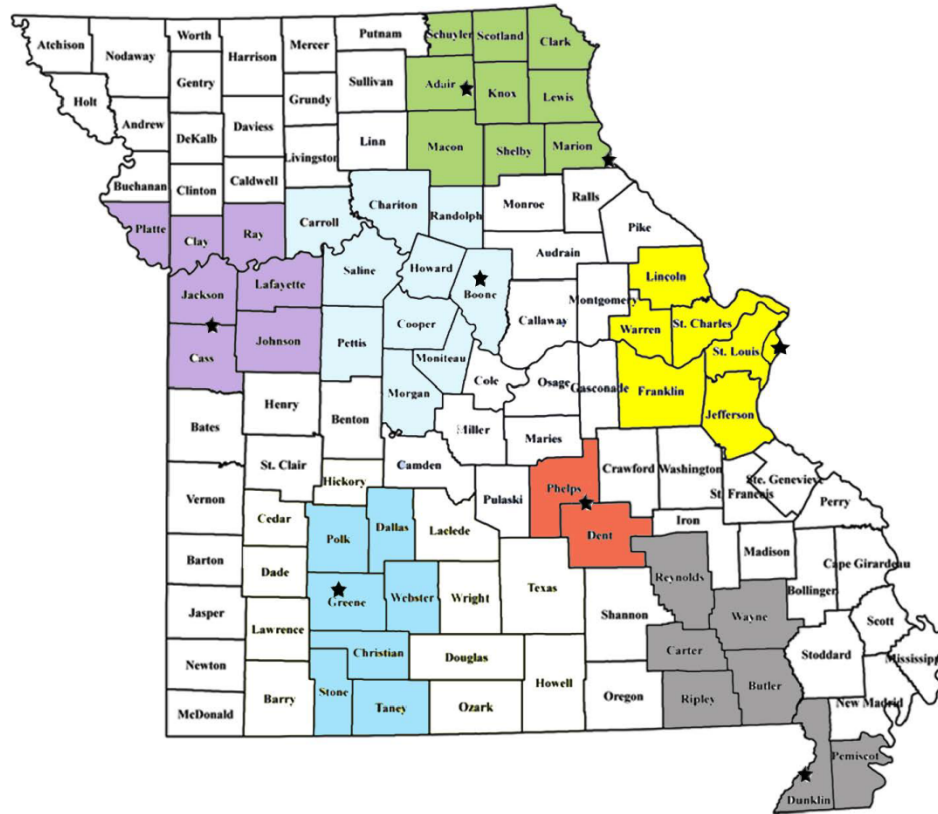 Atchison
Nodaway
Worth
Harrison
Mercer
Putnam
Schuyler
Scotland
Clark
Gentry
Sullivan
Adair
Knox
Lewis
Holt
Andrew
DeKalb
Daviess
Grundy
Linn
Macon
Shelby
Marion
Livingston
Buchanan
Clinton
Caldwell
Carroll
Chariton
Randolph
Monroe
Ralls
Pike
Platte
Clay
Ray
Audrain
Saline
Howard
Boone
Lincoln
Jackson
Lafayette
Callaway
Montgomery
Warren
St. Charles
Cooper
Cass
Johnson
Pettis
Moniteau
St. Louis
Cole
Osage
Gasconade
Franklin
Jefferson
Morgan
Henry
Benton
Bates
Miller
Maries
St. Clair
Camden
Crawford
Washington
Ste. Genevieve
St. Francois
Perry
Hickory
Phelps
Pulaski
Vernon
Cedar
Polk
Dallas
Laclede
Dent
Iron
Madison
Cape Girardeau
Barton
Dade
Reynolds
Bollinger
Greene
Webster
Wright
Texas
Jasper
Lawrence
Shannon
Wayne
Scott
Christian
Douglas
Carter
Stoddard
Mississippi
Newton
Barry
Stone
Taney
Ozark
Howell
Oregon
Ripley
Butler
McDonald
New Madrid
Pemiscot
Dunklin